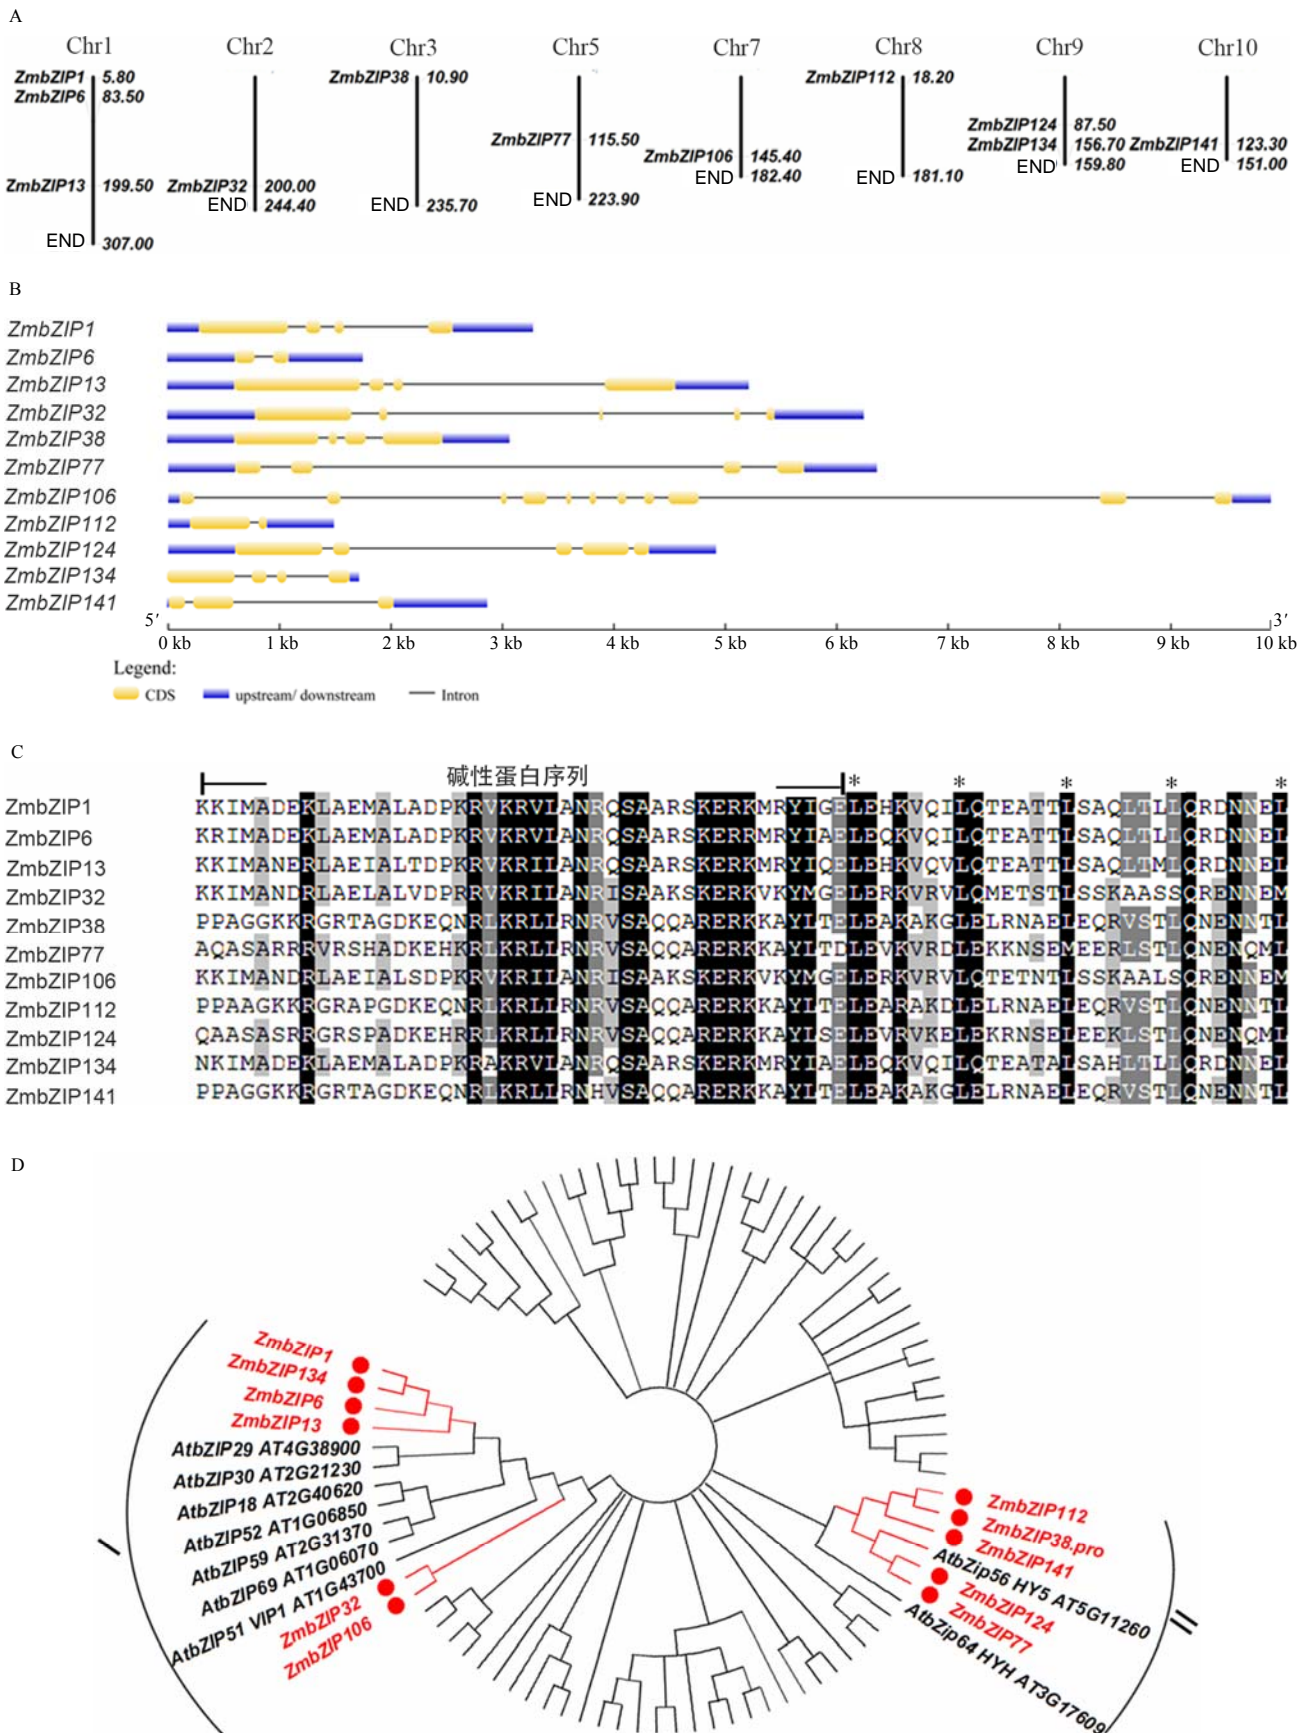 A
Chr1 Chr2 Chr3 Chr5 Chr7 Chr8 Chr9 Chr10
ZmbZIP1 5.80
ZmbZIP6 83.50
ZmbZIP13 199.50
END 307.00
ZmbZIP32 200.00
END 244.40
ZmbZIP38 10.90
END 235.70
ZmbZIP77 115.50
END 223.90
ZmbZIP106 145.40
END 182.40
ZmbZIP112 18.20
END 181.10
ZmbZIP124 87.50
ZmbZIP134 156.70
END 159.80
ZmbZIP141 123.30
END 151.00
B
ZmbZIP1
ZmbZIP6
ZmbZIP13
ZmbZIP32
ZmbZIP38
ZmbZIP77
ZmbZIP106
ZmbZIP112
ZmbZIP124
ZmbZIP134
ZmbZIP141
5′ 3′
0 kb 1 kb 2 kb 3 kb 4 kb 5 kb 6 kb 7 kb 8 kb 9 kb 10 kb
Legend:
CDS upstream/ downstream Intron
C
碱性蛋白序列 * * * * *
ZmbZIP1 KKIMADEKLAEMALADPKRVKRVLANRQSAARSKERKMRYIGELEHKVQILQTEATTLSAQLTLLQRDNNEL
ZmbZIP6 KRIMADEKLAEMALADPKRVKRVLANRQSAARSKERRMRYIAELEQKVQILQTEATTLSAQLTLLQRDNNEL
ZmbZIP13 KKIMANERLAEIALTDPKRVKRILANRQSAARSKERKMRYIQELEHKVQVLQTEATTLSAQLTMLQRDNNEL
ZmbZIP32 KKIMANDRLAELALVDPRRVKRILANRISAAKSKERKVKYMGELERKVRVLQMETSTLSSKAASSQRENNEM
ZmbZIP38 PPAGGKKRGRTAGDKEQNRLKRLLRNRVSAQQARERKKAYLTELEAKAKGLELRNAELEQRVSTLQNENNTL
ZmbZIP77 AQASARRRVRSHADKEHKRLKRLLRNRVSAQQARERKKAYLTDLEVKVRDLEKKNSEMEERLSTLQNENQML
ZmbZIP106 KKIMANDRLAEIALSDPKRVKRILANRISAAKSKERKVKYMGELERKVRVLQTETNTLSSKAALSQRENNEM
ZmbZIP112 PPAAGKKRGRAPGDKEQNRLKRLLRNRVSAQQARERKKAYLTELEARAKDLELRNAELEQRVSTLQNENNTL
ZmbZIP124 QAASASRRGRSPADKEHRRLKRLLRNRVSAQQARERKKAYLSELEVRVKELEKRNSELEEKLSTLQNENQML
ZmbZIP134 NKIMADEKLAEMALADPKRAKRVLANRQSAARSKERKMRYIASELEQKVQILQTEATALSAHLTLLQRDNNEL
ZmbZIP141 PPAGGKKRGRTAGDKEQNRLKRLLRNHVSAQQARERKKAYLTELEAKAKGLELRNAELEQRVSTLQNENNTL
D
ZmbZIP1
ZmbZIP134
ZmbZIP6
ZmbZIP13
AtbZIP29 AT4G38900
AtbZIP30 AT2G21230
AtbZIP18 AT2G40620
AtbZIP52 AT1G06850
AtbZIP59 AT2G31370
AtbZIP69 AT1G06070
AtbZIP51 VIP1 AT1G43700
ZmbZIP32
ZmbZIP106
I
ZmbZIP112
ZmbZIP38.pro
ZmbZIP141
AtbZip56 HY5 AT5G11260
ZmbZIP124
ZmbZIP77
AtbZip64 HYH AT3G17609
II